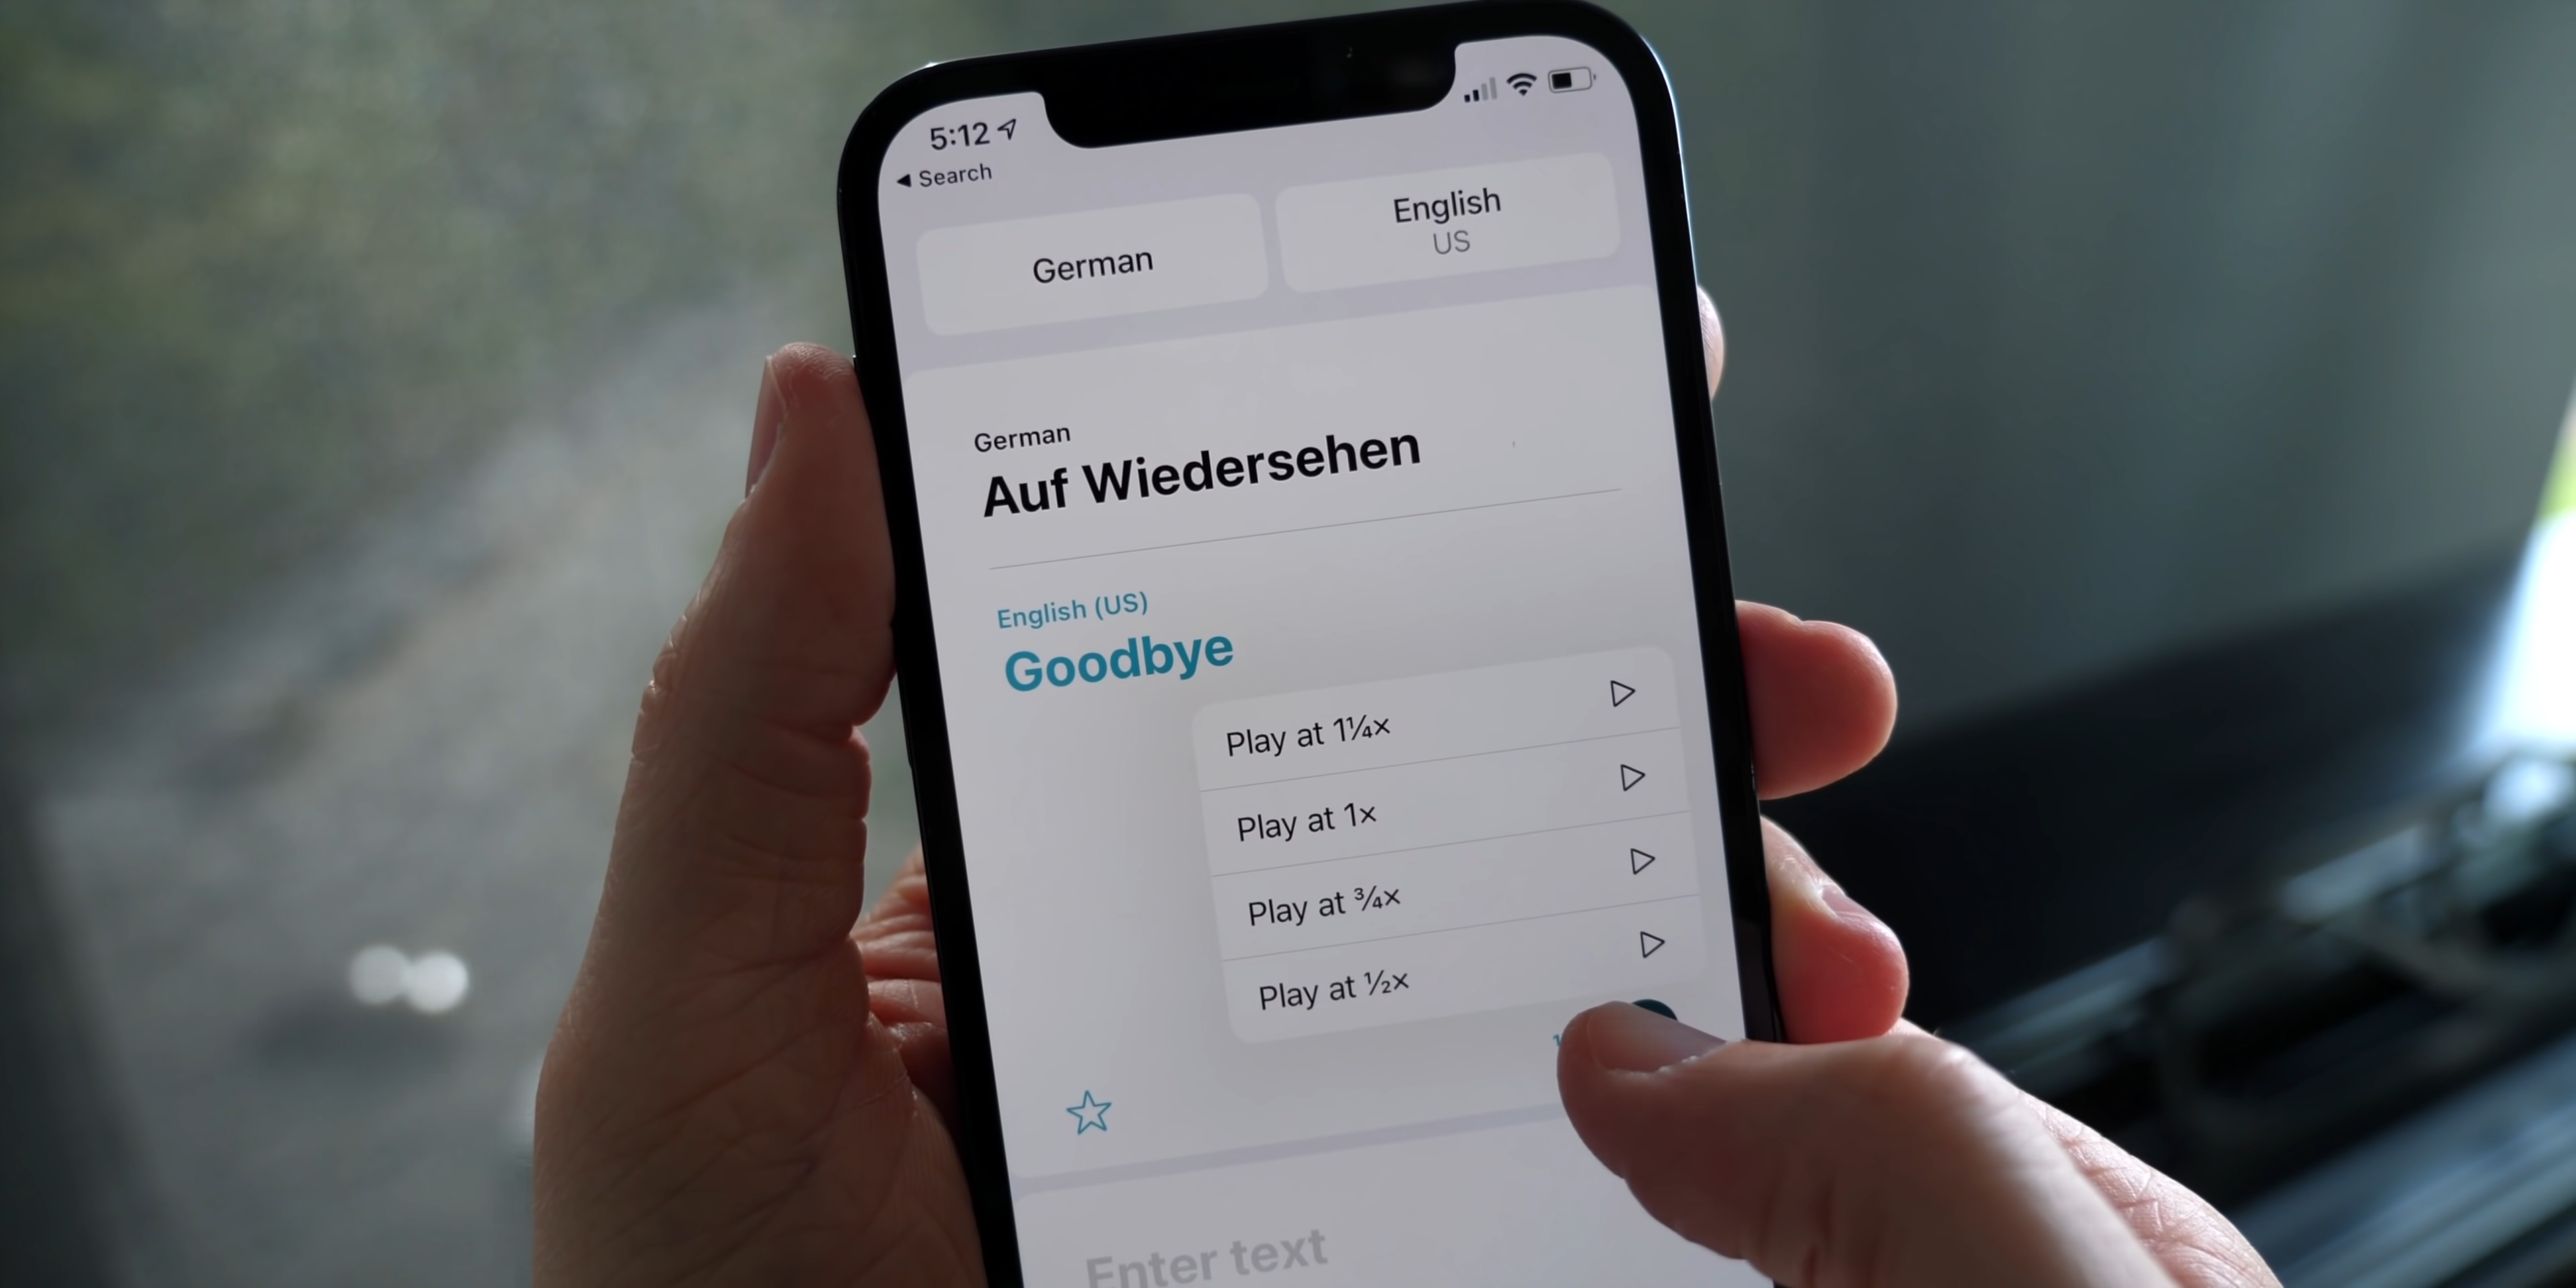 5:12
◀ Search
German
English
US
German
Auf Wiedersehen
English (US)
Goodbye
Play at 1¼×
Play at 1×
Play at ¾×
Play at ½×
Enter text